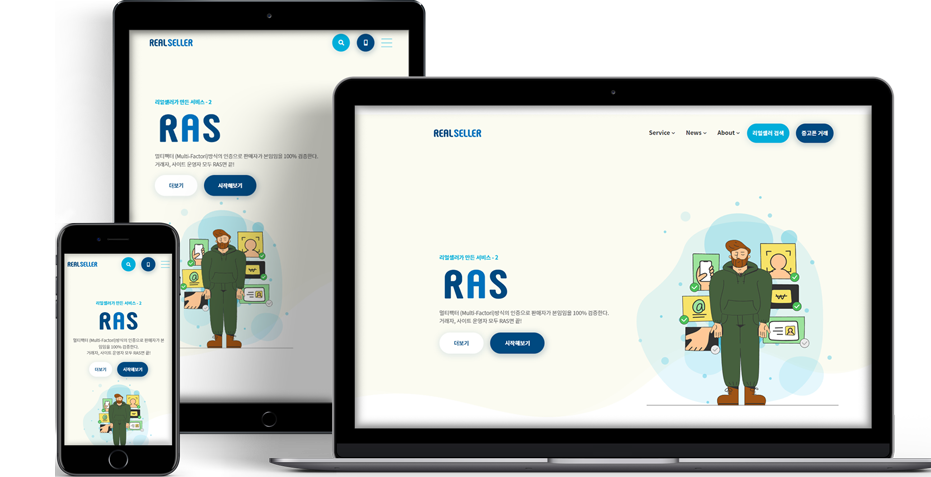 REALSELLER
리얼셀러가 만든 서비스 - 2
RAS
멀티팩터 (Multi-Factor)방식의 인증으로 판매자가 본임임을 100% 검증한다.
거래자, 사이트 운영자 모두 RAS면 끝!
더보기
시작해보기
REALSELLER
Service
News
About
리얼셀러 검색
중고폰 거래
리얼셀러가 만든 서비스 - 2
RAS
멀티팩터 (Multi-Factor)방식의 인증으로 판매자가 본임임을 100% 검증한다.
거래자, 사이트 운영자 모두 RAS면 끝!
더보기
시작해보기
@
₩
REALSELLER
리얼셀러가 만든 서비스 - 2
RAS
멀티팩터 (Multi-Factor)방식의 인증으로 판매자가 본
임임을 100% 검증한다.
거래자, 사이트 운영자 모두 RAS면 끝!
더보기
시작해보기